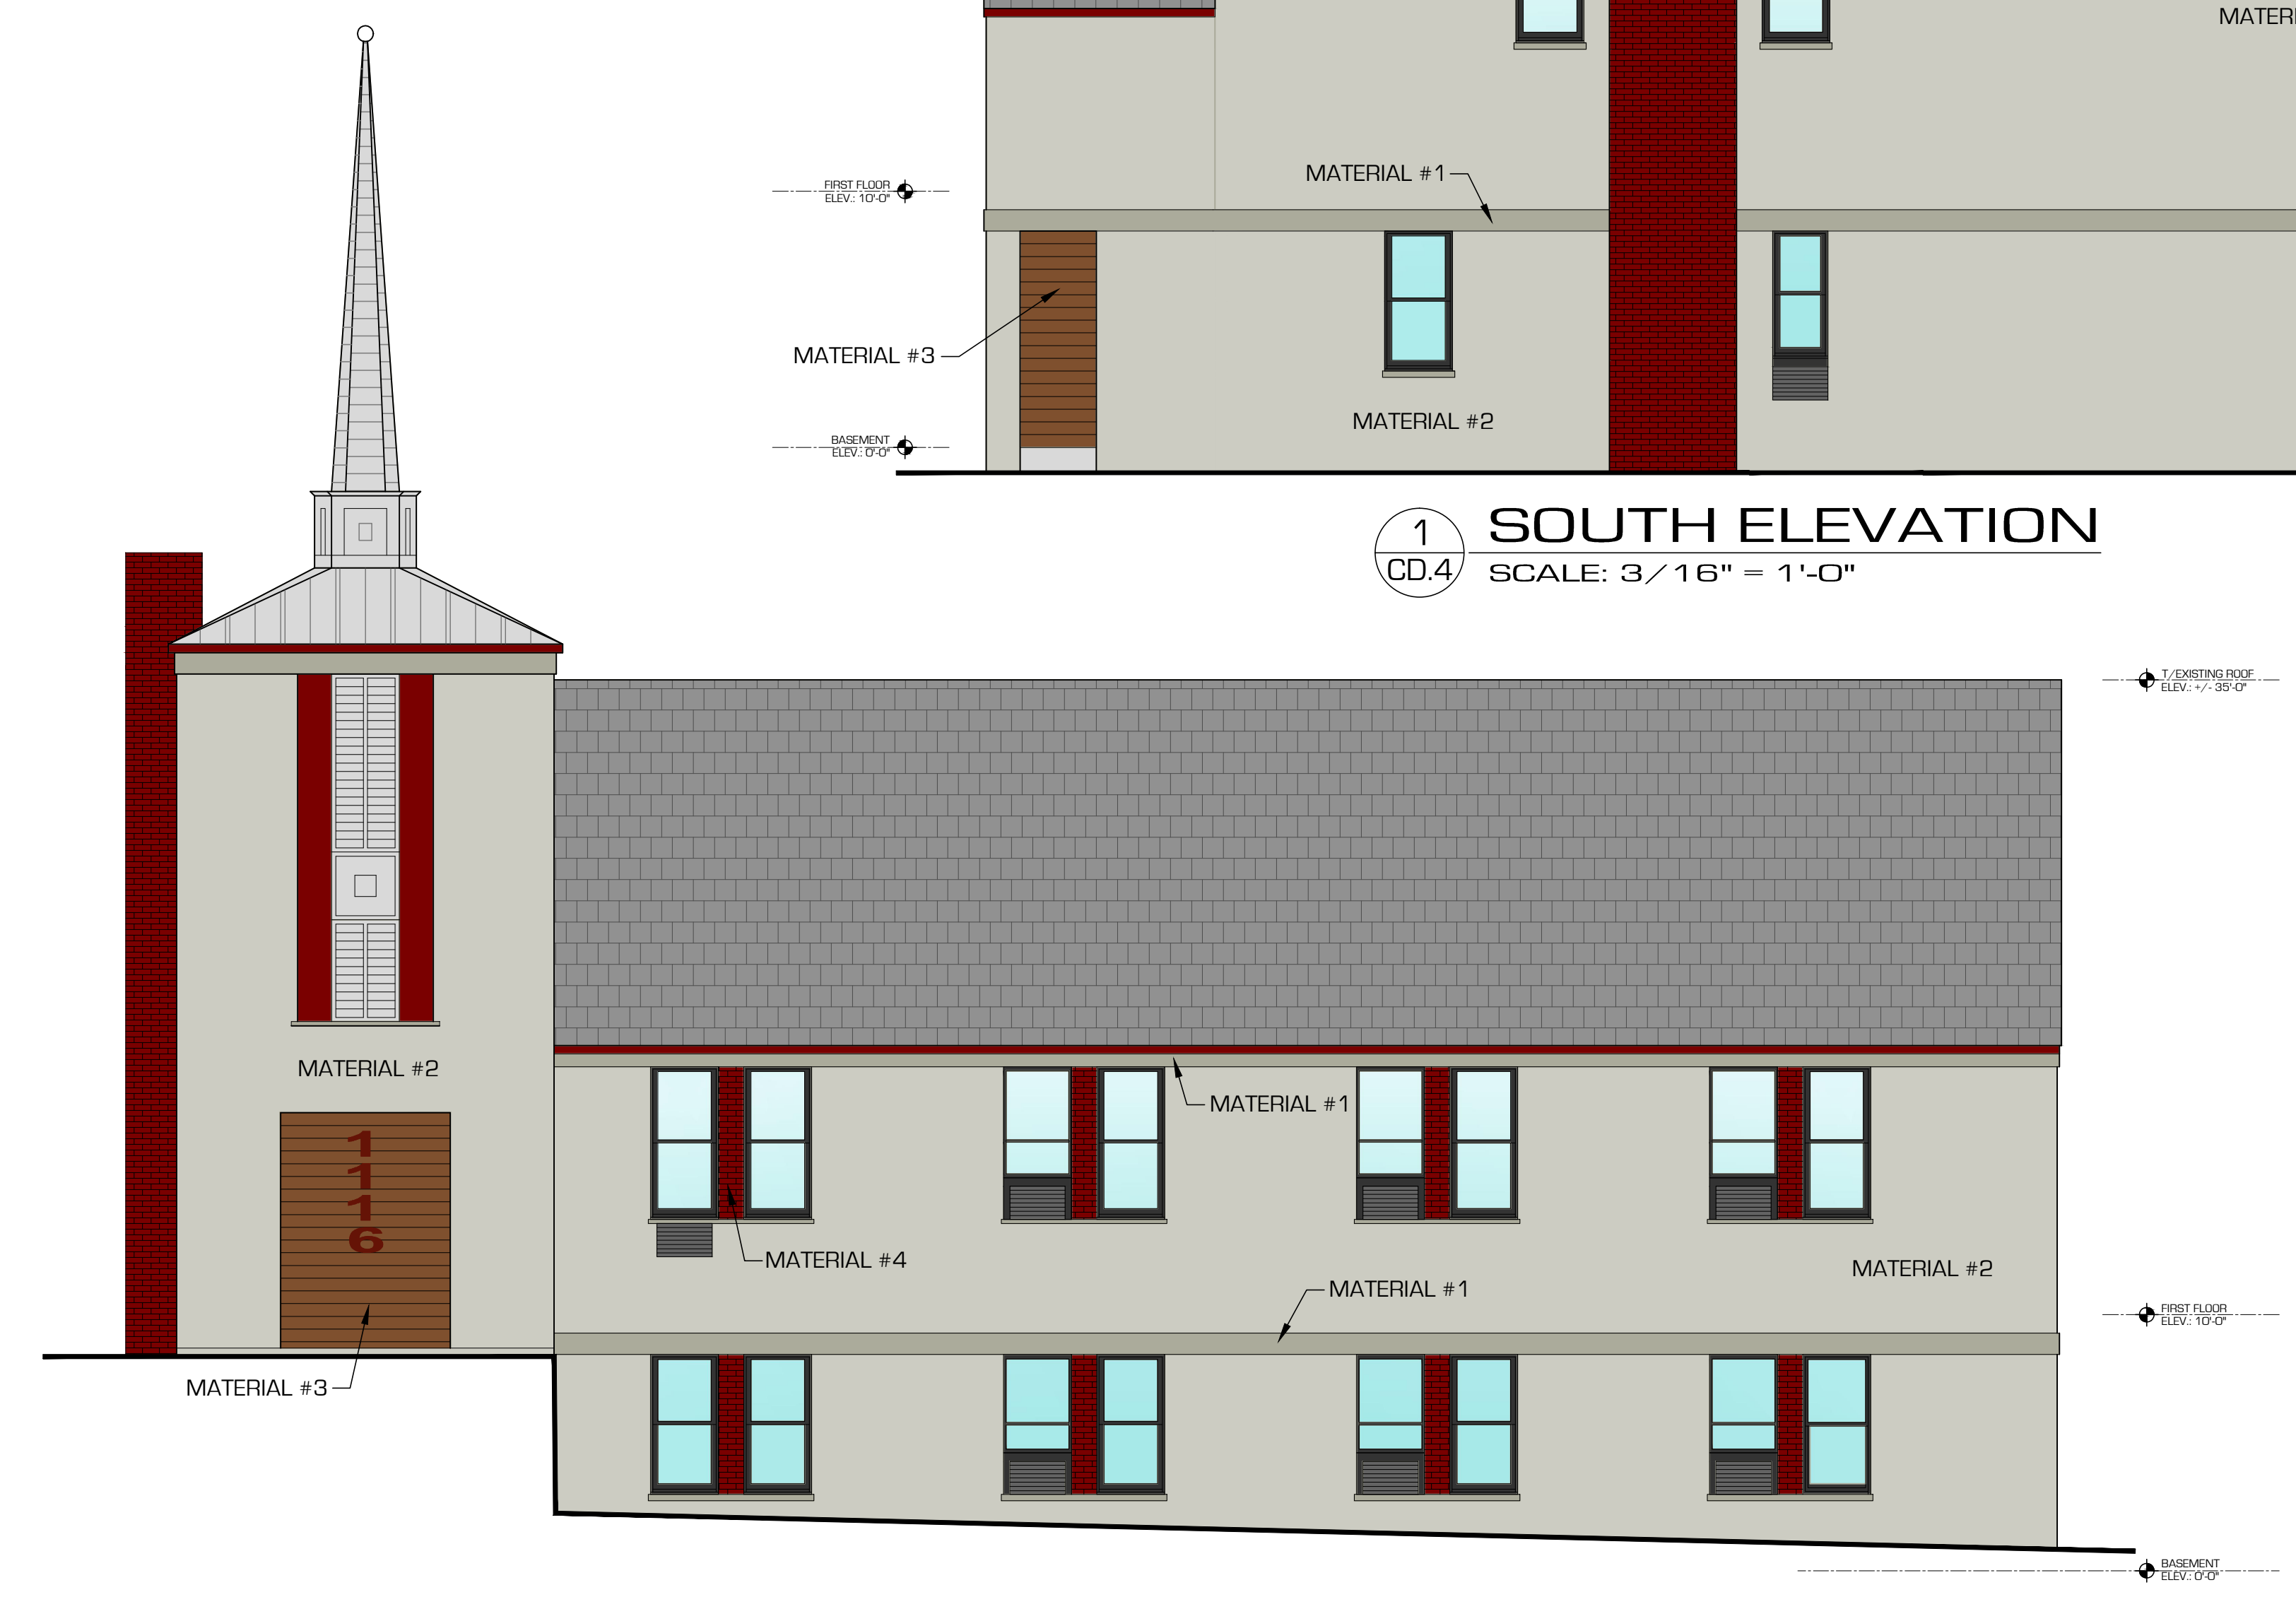 MATERI
FIRST FLOOR
ELEV.: 10'-0"
MATERIAL #1
MATERIAL #3
MATERIAL #2
BASEMENT
ELEV.: 0'-0"
1
CD.4
SOUTH ELEVATION
SCALE: 3/16" = 1'-0"
T/EXISTING ROOF
ELEV.: +/- 35'-0"
MATERIAL #2
MATERIAL #1
1
1
1
6
MATERIAL #4
MATERIAL #2
MATERIAL #1
FIRST FLOOR
ELEV.: 10'-0"
MATERIAL #3
BASEMENT
ELEV.: 0'-0"